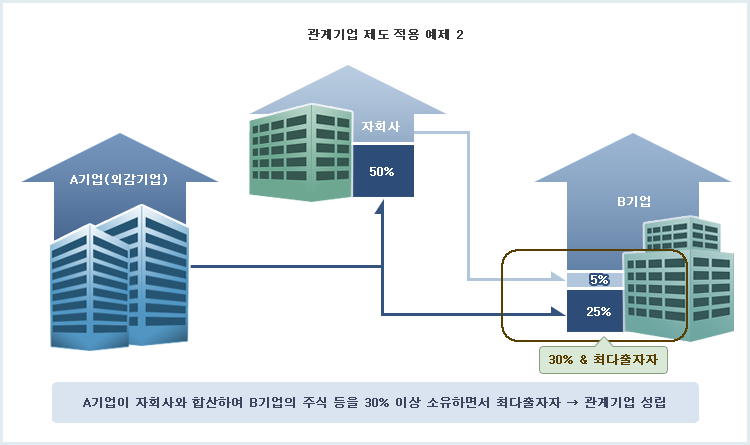 관계기업 제도 적용 예제 2
자회사
50%
A기업(외감기업)
B기업
5%
25%
30% & 최다출자자
A기업이 자회사와 합산하여 B기업의 주식 등을 30% 이상 소유하면서 최다출자자 → 관계기업 성립